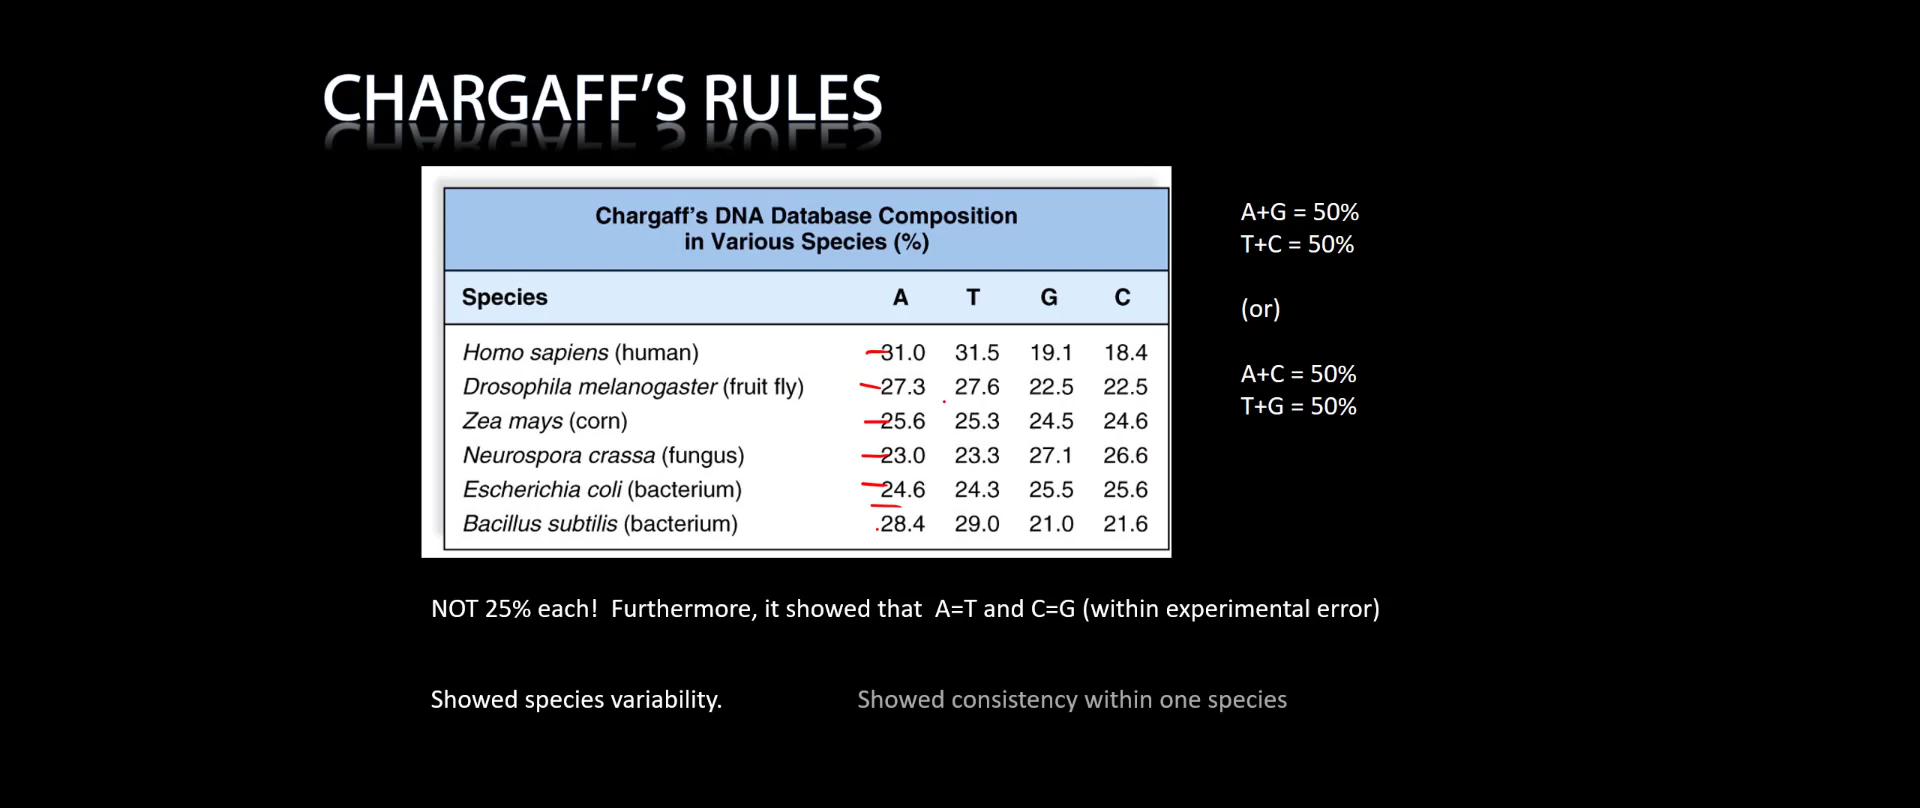 CHARGAFF'S RULES
Chargaff's DNA Database Composition
in Various Species (%)
Species A T G C
Homo sapiens (human) 31.0 31.5 19.1 18.4
Drosophila melanogaster (fruit fly) 27.3 27.6 22.5 22.5
Zea mays (corn) 25.6 25.3 24.5 24.6
Neurospora crassa (fungus) 23.0 23.3 27.1 26.6
Escherichia coli (bacterium) 24.6 24.3 25.5 25.6
Bacillus subtilis (bacterium) 28.4 29.0 21.0 21.6
A+G = 50%
T+C = 50%
(or)
A+C = 50%
T+G = 50%
NOT 25% each! Furthermore, it showed that A=T and C=G (within experimental error)
Showed species variability.
Showed consistency within one species